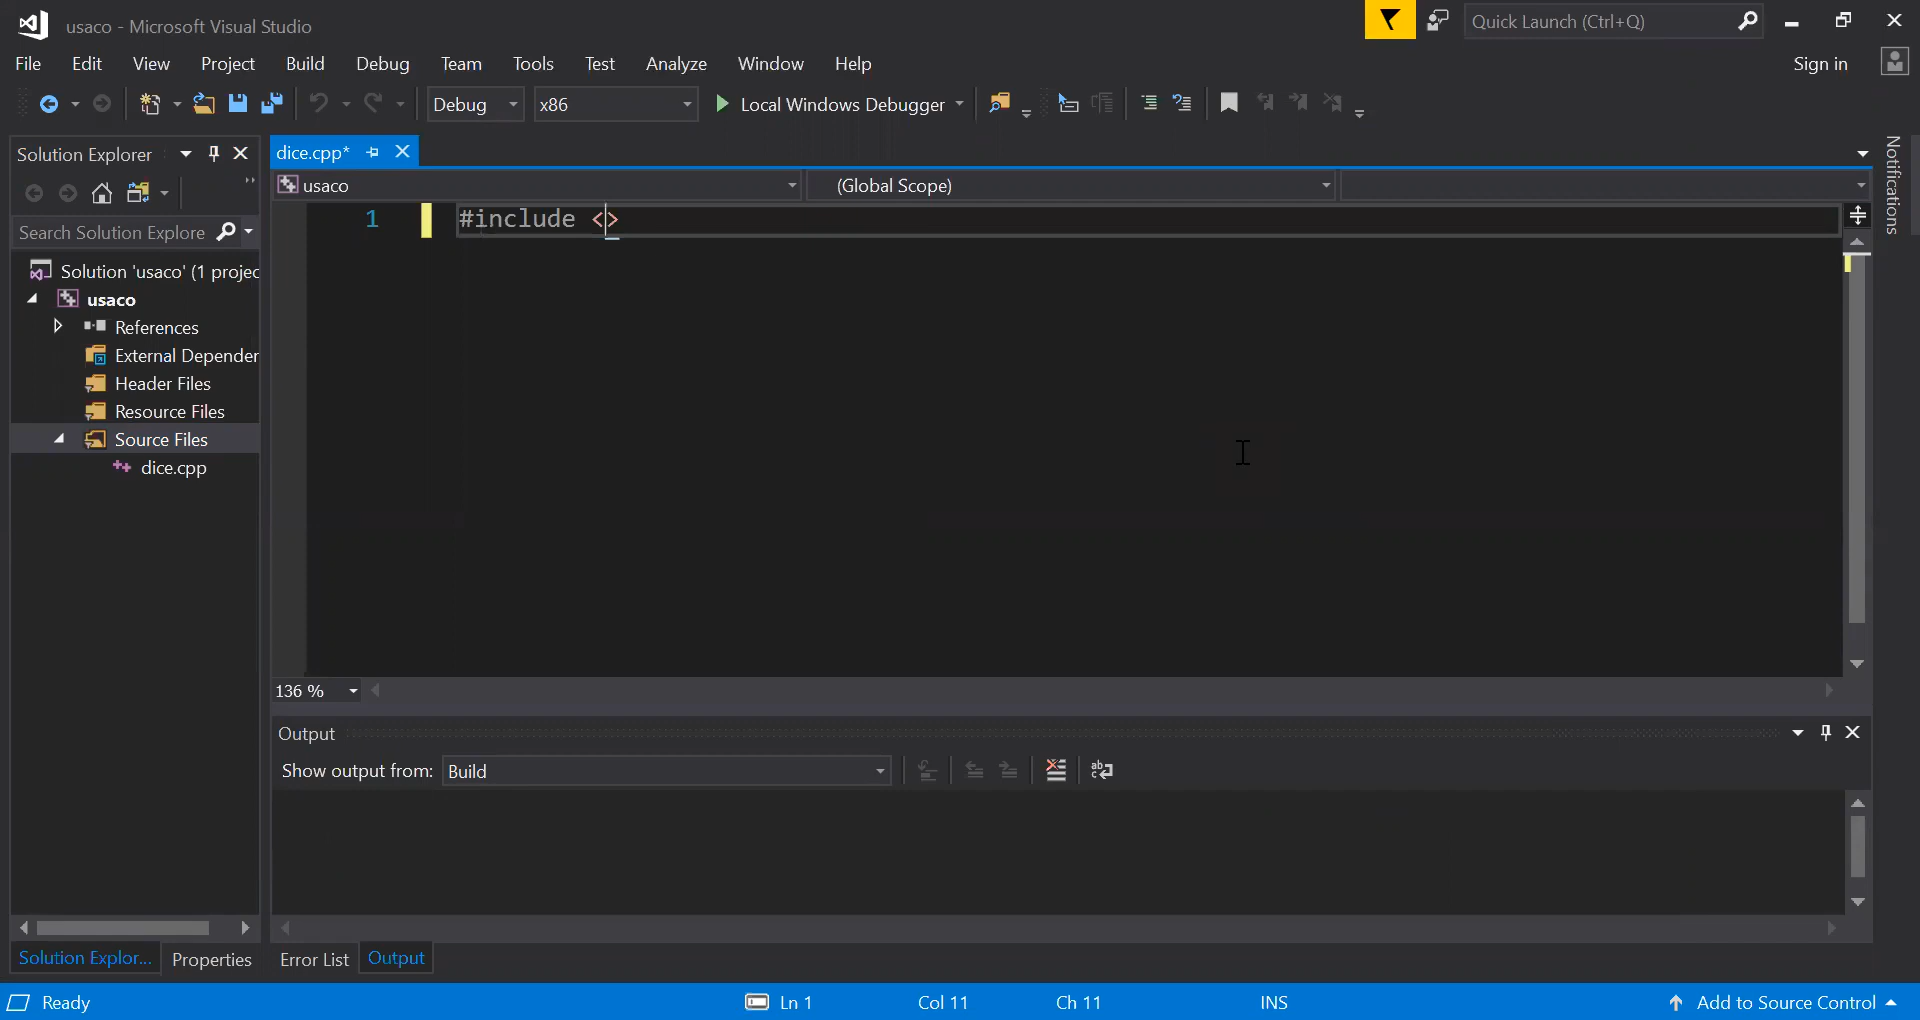 usaco - Microsoft Visual Studio
Quick Launch (Ctrl+Q)
File Edit View Project Build Debug Team Tools Test Analyze Window Help
Sign in
Debug x86 Local Windows Debugger
Solution Explorer
dice.cpp*
usaco (Global Scope)
Notifications
Search Solution Explore
1 #include <>
Solution 'usaco' (1 projec
usaco
References
External Depender
Header Files
Resource Files
Source Files
dice.cpp
136 %
Output
Show output from: Build
Solution Explor... Properties Error List Output
Ready Ln 1 Col 11 Ch 11 INS Add to Source Control